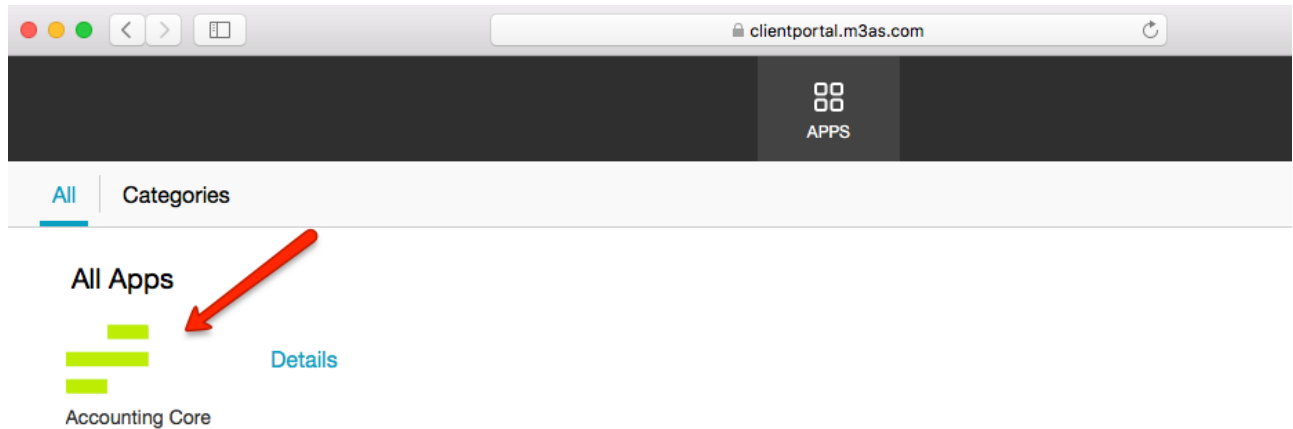 clientportal.m3as.com
APPS
All Categories
All Apps
Details
Accounting Core